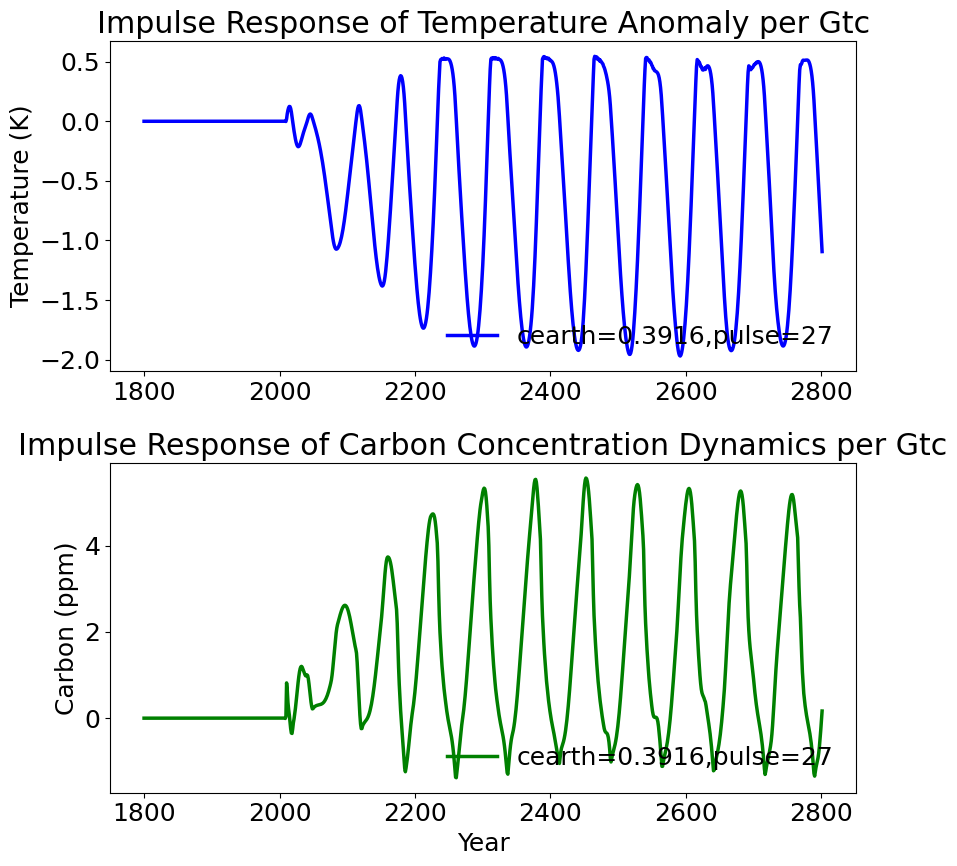 Impulse Response of Temperature Anomaly per Gtc
Temperature (K)
0.5
0.0
−0.5
−1.0
−1.5
−2.0
cearth=0.3916,pulse=27
1800 2000 2200 2400 2600 2800
Impulse Response of Carbon Concentration Dynamics per Gtc
Carbon (ppm)
4
2
0
cearth=0.3916,pulse=27
1800 2000 2200 2400 2600 2800
Year